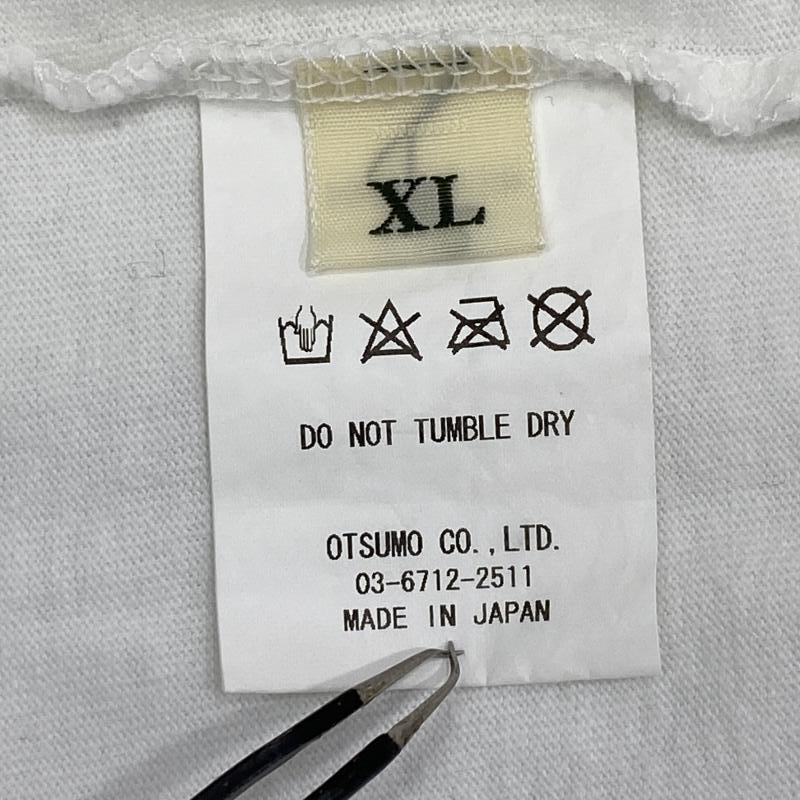 XL
DO NOT TUMBLE DRY
OTSUMO CO.,LTD.
03-6712-2511
MADE IN JAPAN